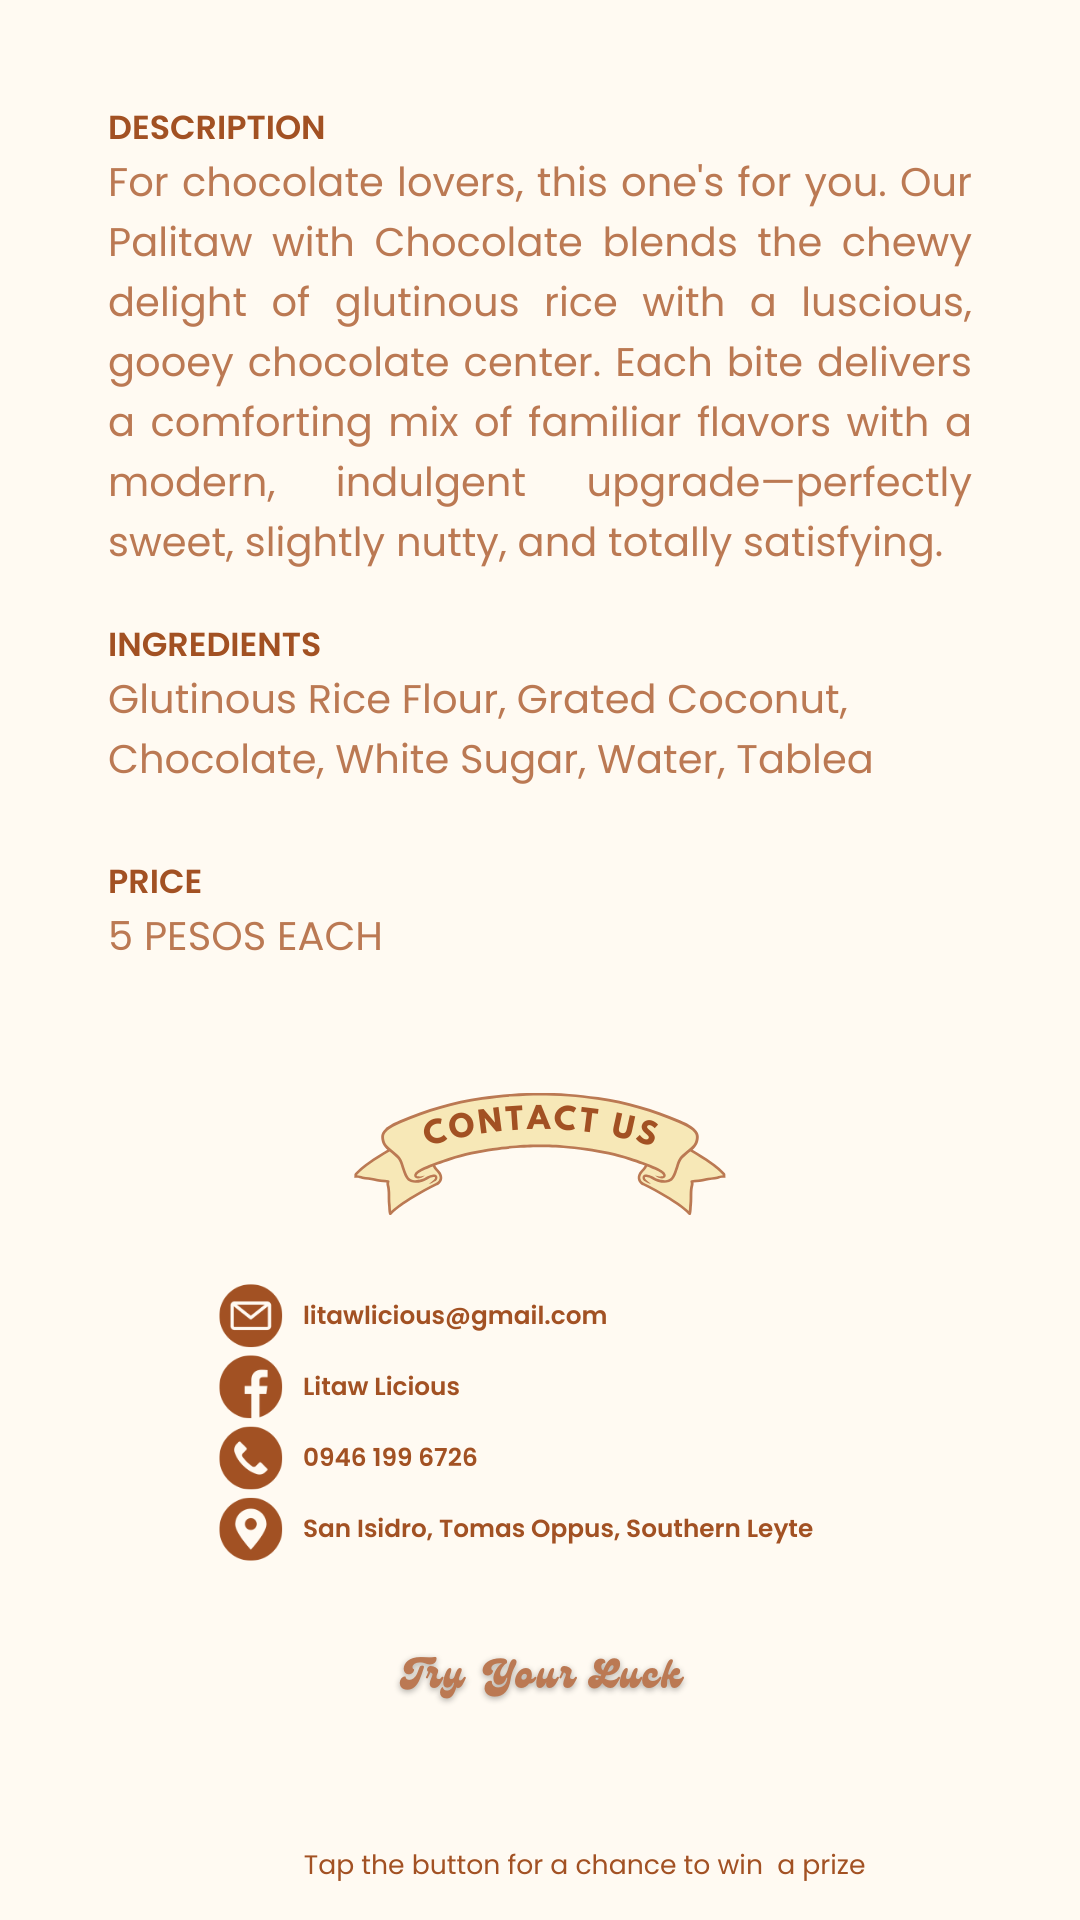 DESCRIPTION
For chocolate lovers, this one's for you. Our
Palitaw with Chocolate blends the chewy
delight of glutinous rice with a luscious,
gooey chocolate center. Each bite delivers
a comforting mix of familiar flavors with a
modern, indulgent upgrade—perfectly
sweet, slightly nutty, and totally satisfying.
INGREDIENTS
Glutinous Rice Flour, Grated Coconut,
Chocolate, White Sugar, Water, Tablea
PRICE
5 PESOS EACH
CONTACT US
litawlicious@gmail.com
Litaw Licious
0946 199 6726
San Isidro, Tomas Oppus, Southern Leyte
Try Your Luck
Tap the button for a chance to win  a prize